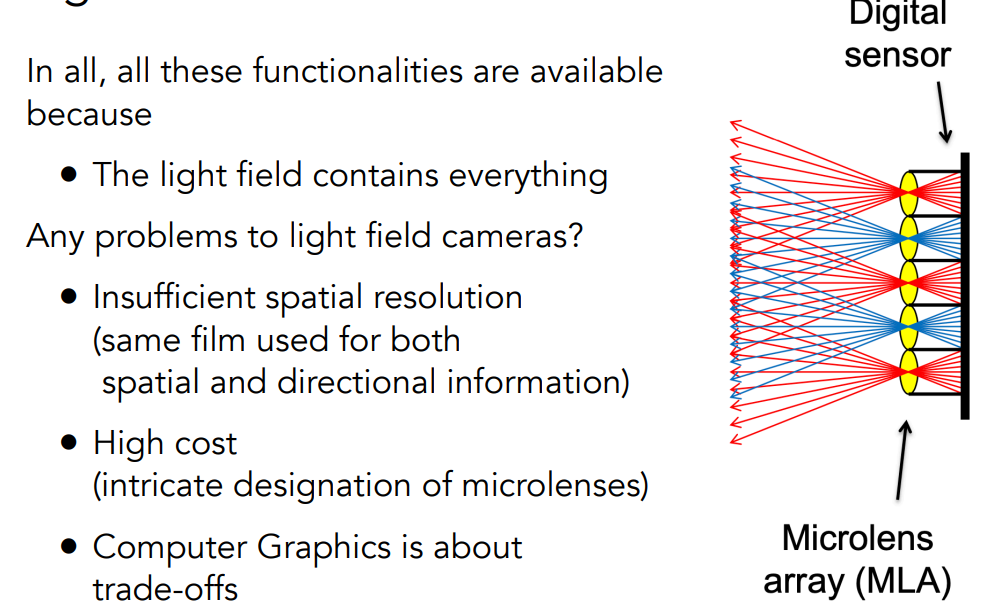 In all, all these functionalities are available
because
• The light field contains everything
Any problems to light field cameras?
• Insufficient spatial resolution
(same film used for both
spatial and directional information)
• High cost
(intricate designation of microlenses)
• Computer Graphics is about
trade-offs
Digital
sensor
Microlens
array (MLA)